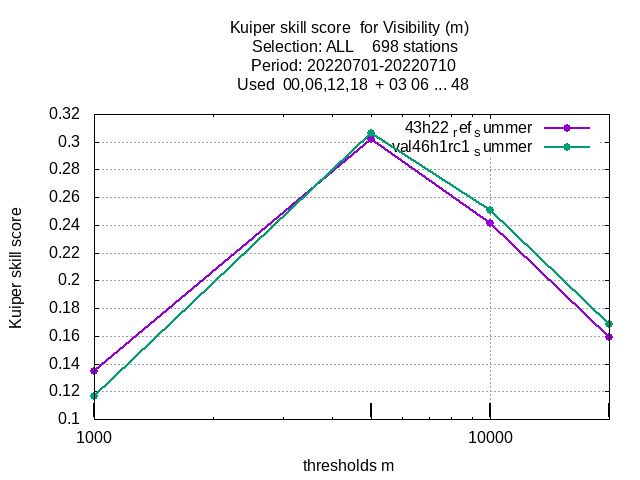 Kuiper skill score for Visibility (m)
Selection: ALL 698 stations
Period: 20220701-20220710
Used 00,06,12,18 + 03 06 ... 48
0.32
0.3
0.28
0.26
0.24
0.22
0.2
0.18
0.16
0.14
0.12
0.1
43h22 ref summer
val46h1rc1 summer
Kuiper skill score
1000
10000
thresholds m